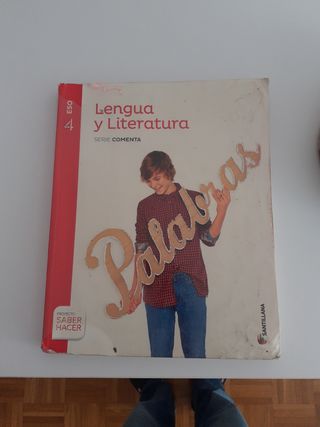 4 ESO
Lengua
y Literatura
SERIE COMENTA
Palabras
PROYECTO
SABER
HACER
SANTILLANA